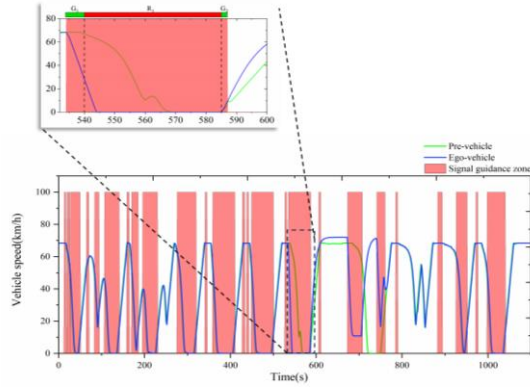 G₁ R₁ G₂
80
60
40
20
0
540 550 560 570 580 590 600
Pre-vehicle
Ego-vehicle
Signal guidance zone
120
100
80
60
40
20
0
Vehicle speed(km/h)
0 200 400 600 800 1000
Time(s)